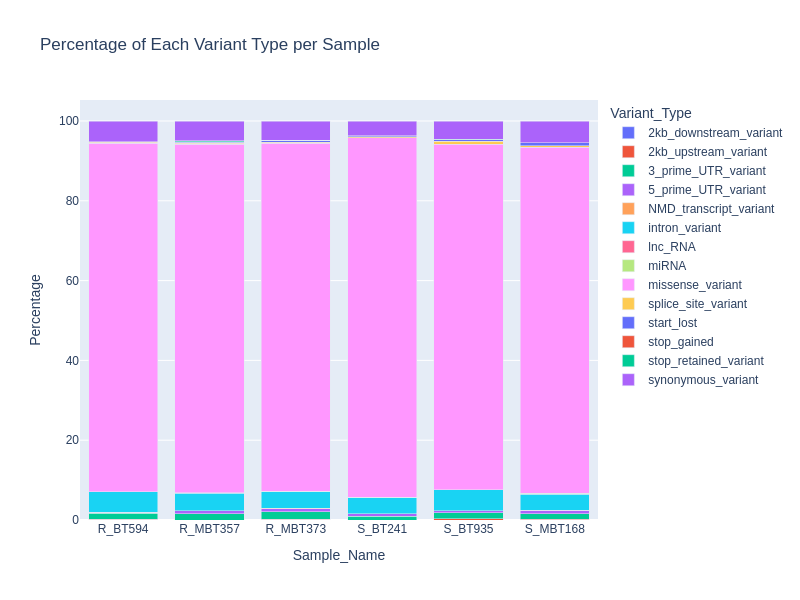 Percentage of Each Variant Type per Sample
Variant_Type
2kb_downstream_variant
2kb_upstream_variant
3_prime_UTR_variant
5_prime_UTR_variant
NMD_transcript_variant
intron_variant
lnc_RNA
miRNA
missense_variant
splice_site_variant
start_lost
stop_gained
stop_retained_variant
synonymous_variant
Percentage
100
80
60
40
20
0
R_BT594 R_MBT357 R_MBT373 S_BT241 S_BT935 S_MBT168
Sample_Name